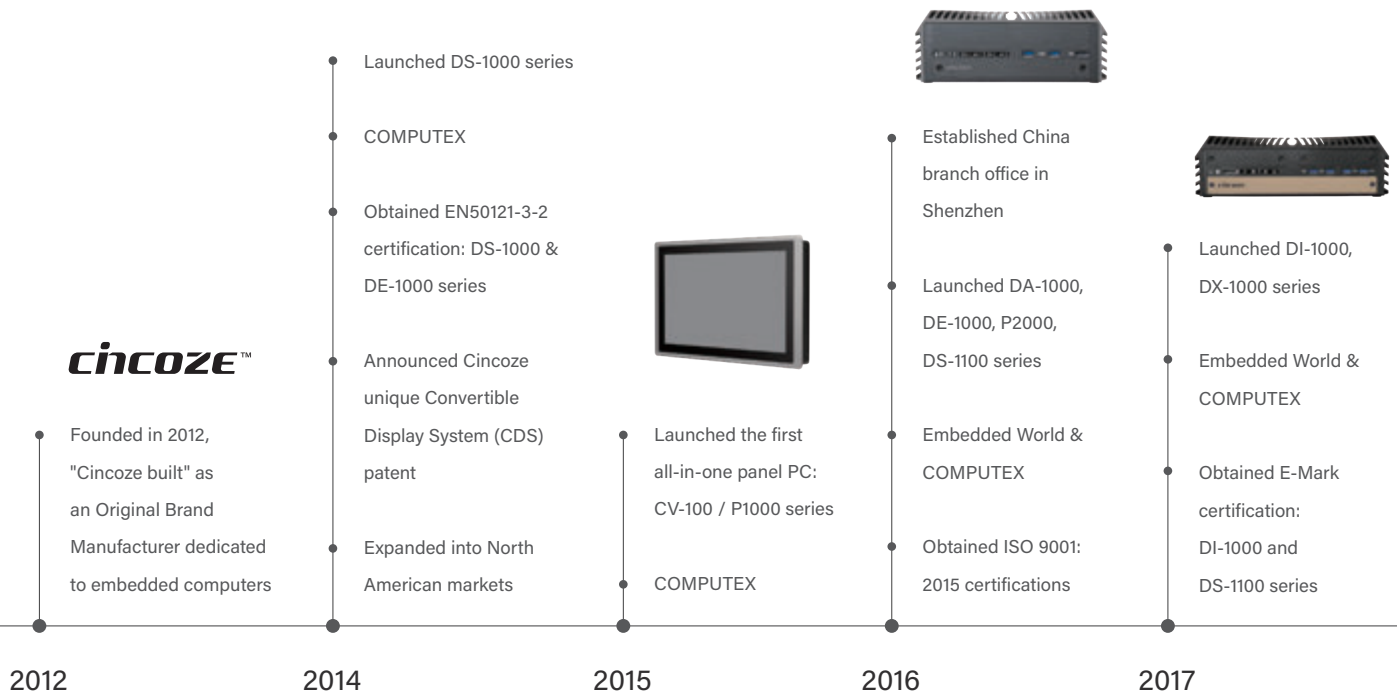 cincoze™
Founded in 2012,
"Cincoze built" as
an Original Brand
Manufacturer dedicated
to embedded computers
2012
Launched DS-1000 series
COMPUTEX
Obtained EN50121-3-2
certification: DS-1000 &
DE-1000 series
Announced Cincoze
unique Convertible
Display System (CDS)
patent
Expanded into North
American markets
2014
Launched the first
all-in-one panel PC:
CV-100 / P1000 series
COMPUTEX
2015
Established China
branch office in
Shenzhen
Launched DA-1000,
DE-1000, P2000,
DS-1100 series
Embedded World &
COMPUTEX
Obtained ISO 9001:
2015 certifications
2016
Launched DI-1000,
DX-1000 series
Embedded World &
COMPUTEX
Obtained E-Mark
certification:
DI-1000 and
DS-1100 series
2017